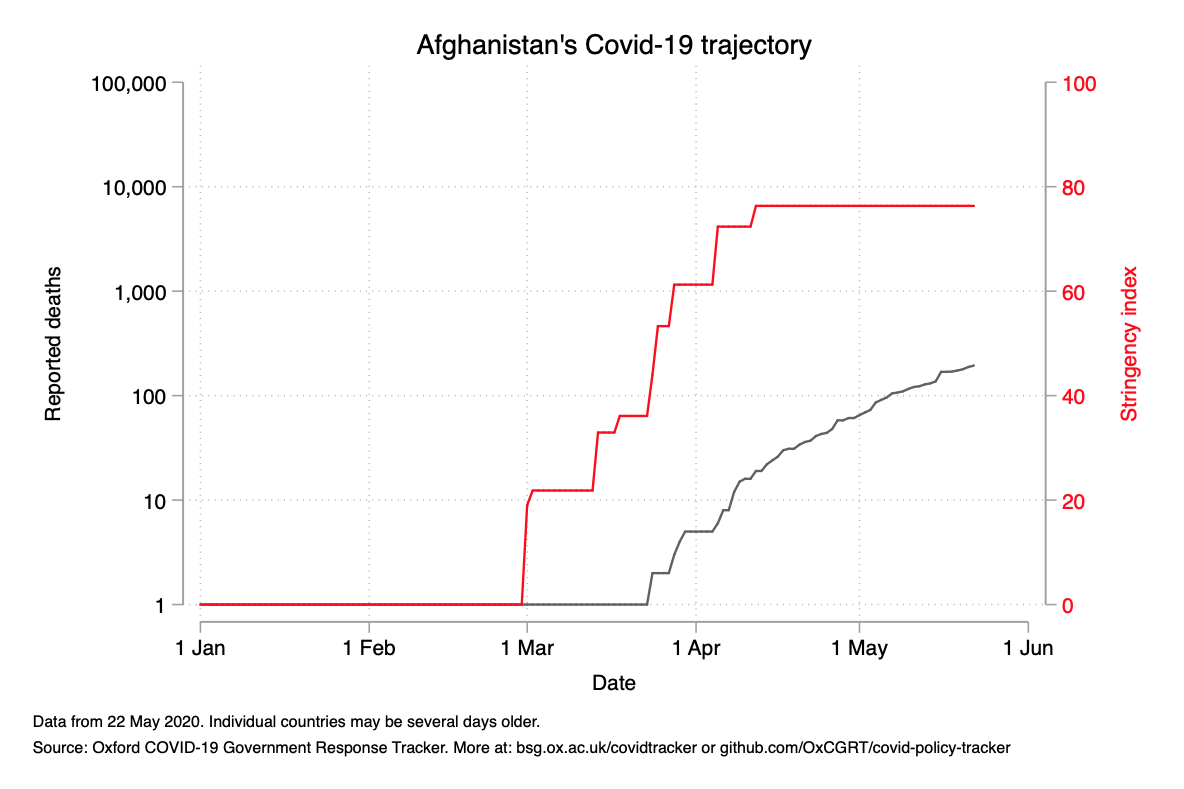 Afghanistan's Covid-19 trajectory
100,000
10,000
1,000
100
10
1
Reported deaths
100
80
60
40
20
0
Stringency index
1 Jan
1 Feb
1 Mar
1 Apr
1 May
1 Jun
Date
Data from 22 May 2020. Individual countries may be several days older.
Source: Oxford COVID-19 Government Response Tracker. More at: bsg.ox.ac.uk/covidtracker or github.com/OxCGRT/covid-policy-tracker